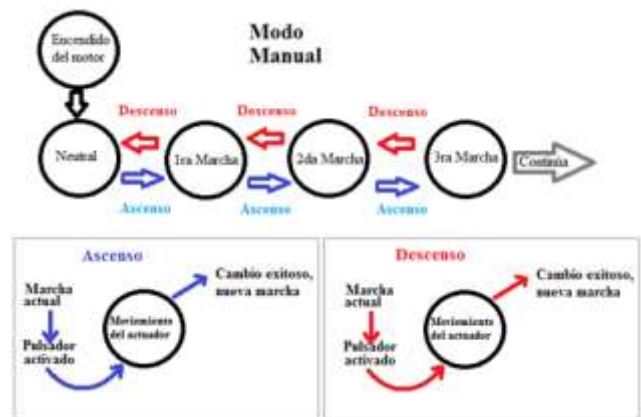 Encendido
del motor
Modo
Manual
Descenso
Descenso
Descenso
Neutral
1ra Marcha
2da Marcha
3ra Marcha
Continúa
Ascenso
Ascenso
Ascenso
Ascenso
Marcha
actual
Pulsador
activado
Moviemiento
del actuador
Cambio exitoso,
nueva marcha
Descenso
Marcha
actual
Pulsador
activado
Moviemiento
del actuador
Cambio exitoso,
nueva marcha